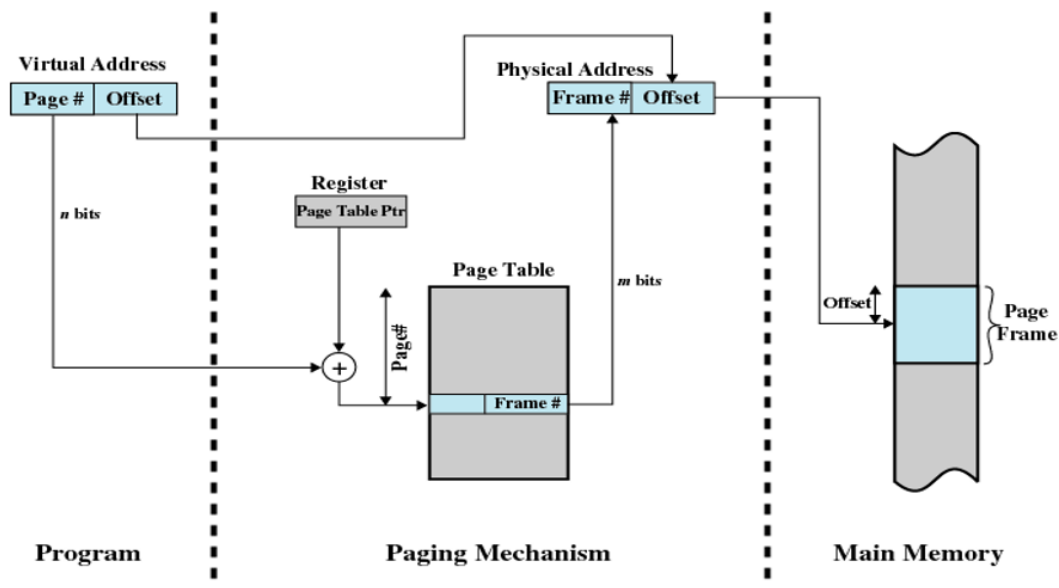 Virtual Address
Page #
Offset
Physical Address
Frame #
Offset
n bits
Register
Page Table Ptr
Page Table
m bits
Page#
+
Frame #
Offset
Page
Frame
Program
Paging Mechanism
Main Memory